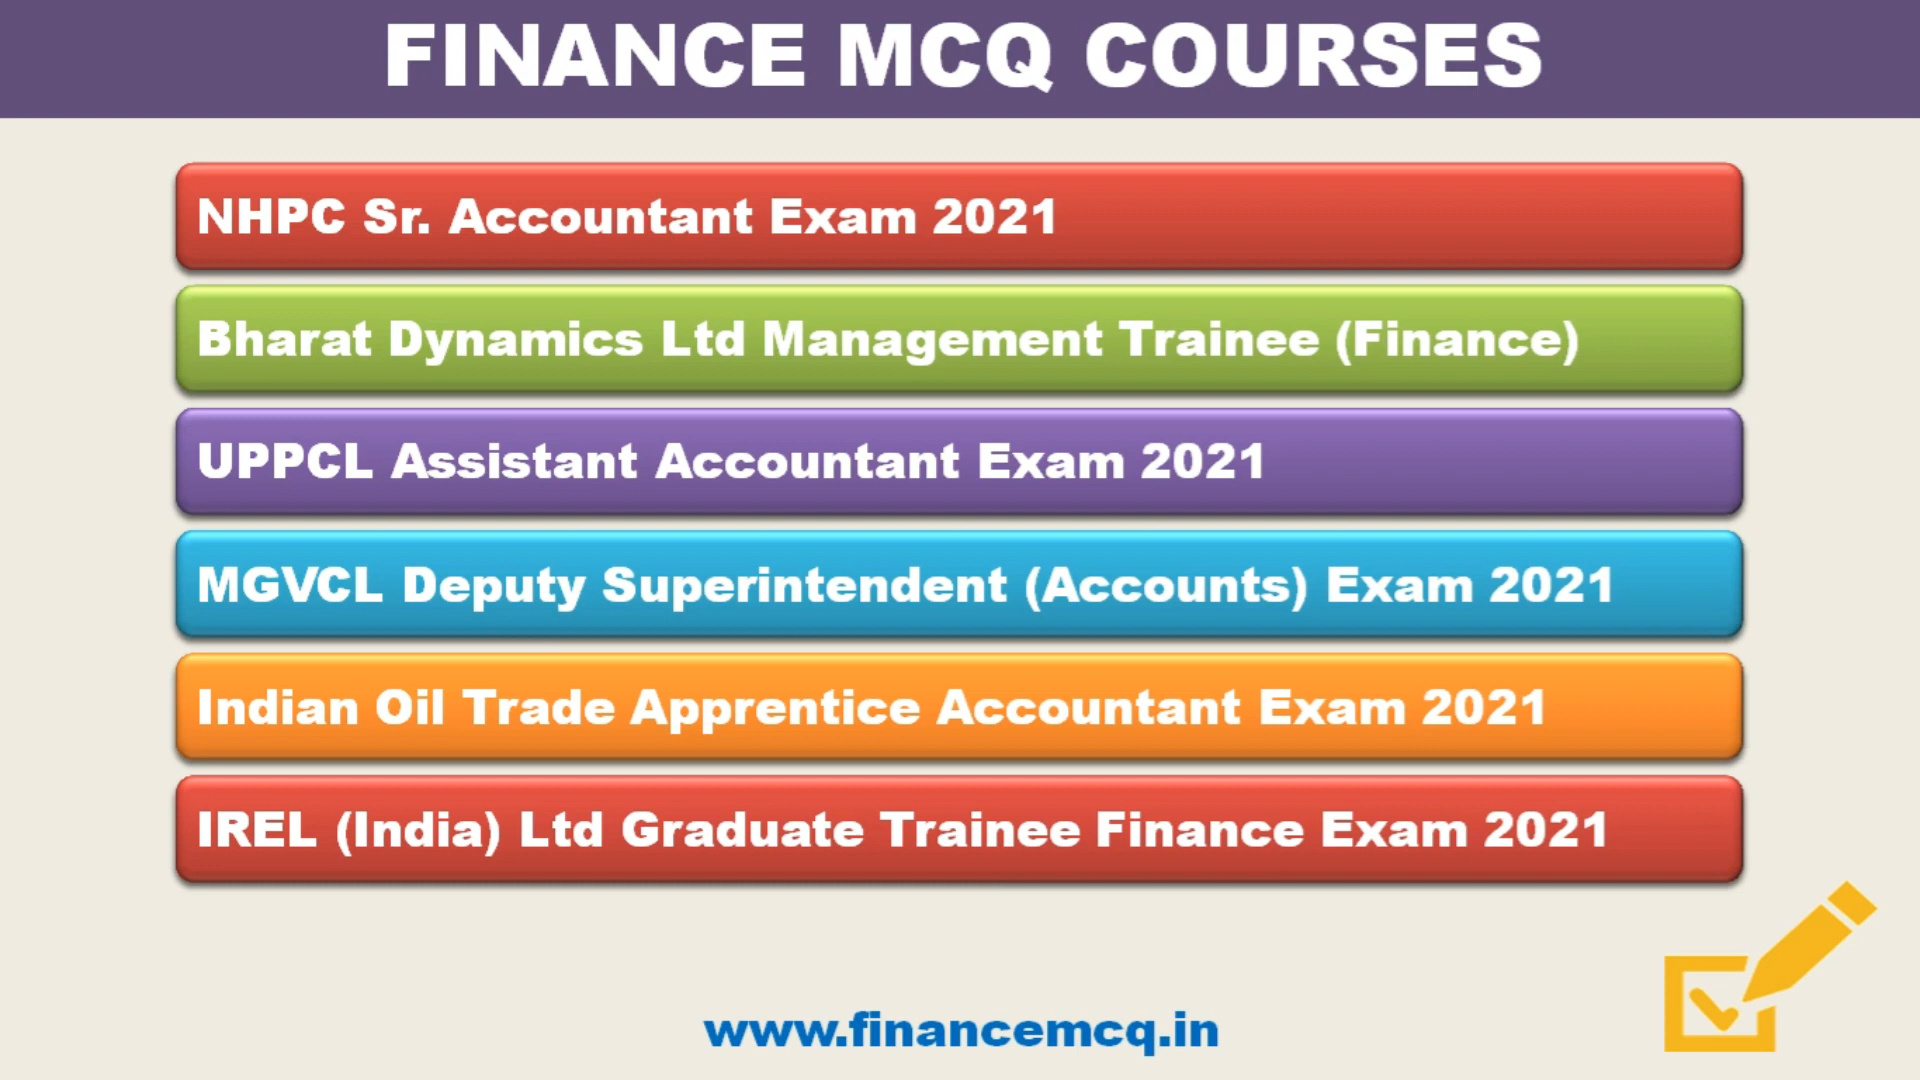 FINANCE MCQ COURSES
NHPC Sr. Accountant Exam 2021
Bharat Dynamics Ltd Management Trainee (Finance)
UPPCL Assistant Accountant Exam 2021
MGVCL Deputy Superintendent (Accounts) Exam 2021
Indian Oil Trade Apprentice Accountant Exam 2021
IREL (India) Ltd Graduate Trainee Finance Exam 2021
www.financemcq.in